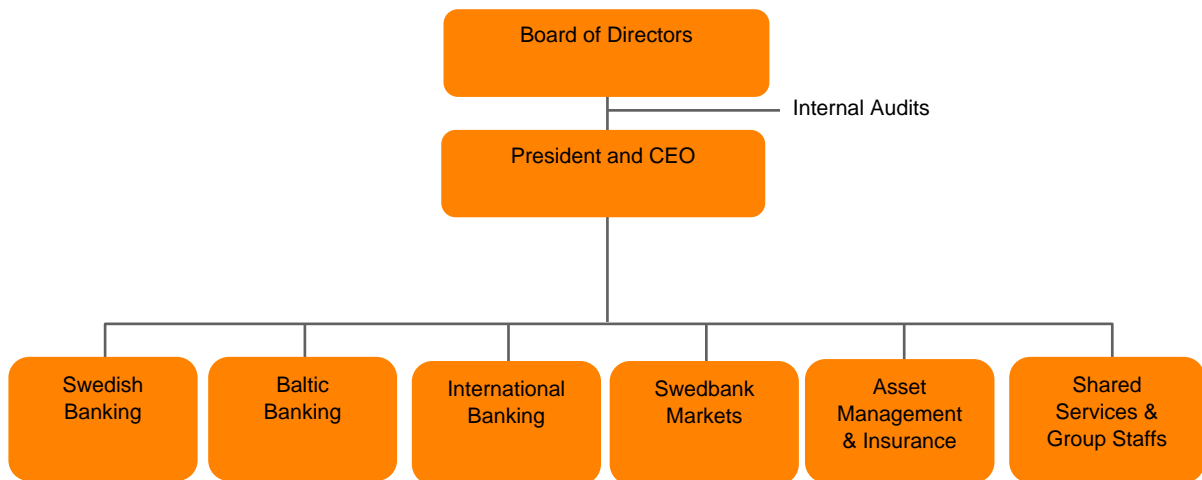 Board of Directors
Internal Audits
President and CEO
Swedish
Banking
Baltic
Banking
International
Banking
Swedbank
Markets
Asset
Management
& Insurance
Shared
Services &
Group Staffs